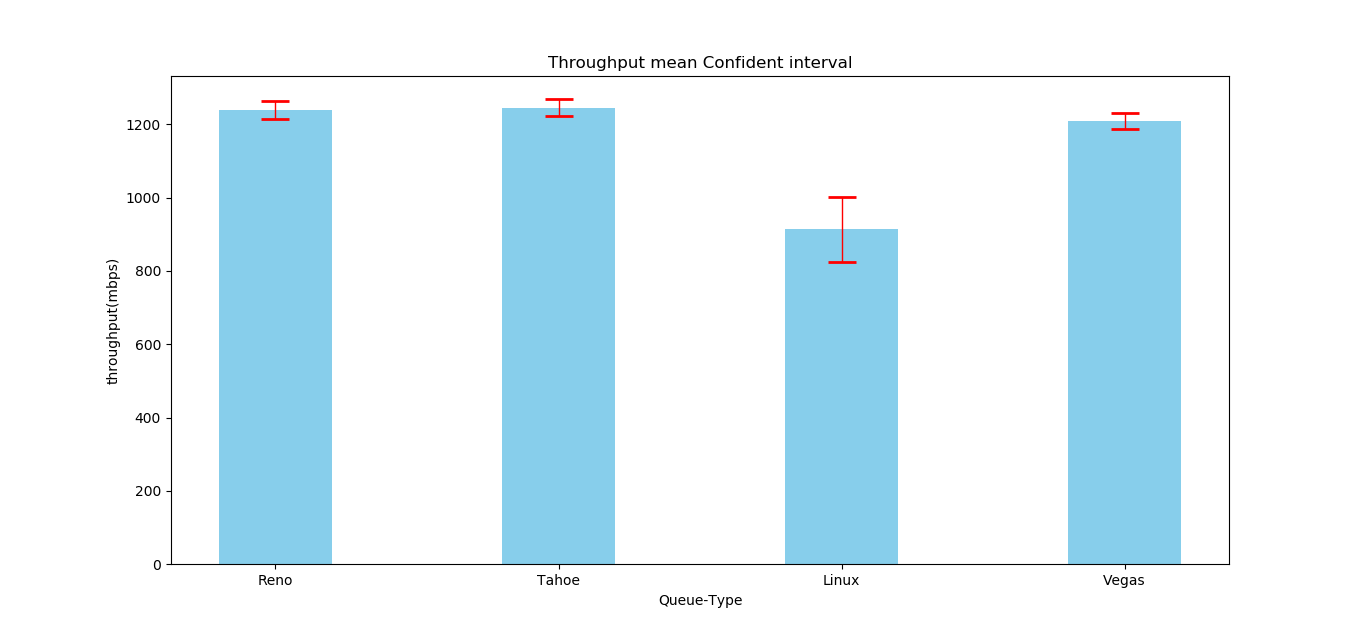 Throughput mean Confident interval
throughput(mbps)
1200
1000
800
600
400
200
0
Reno Tahoe Linux Vegas
Queue-Type